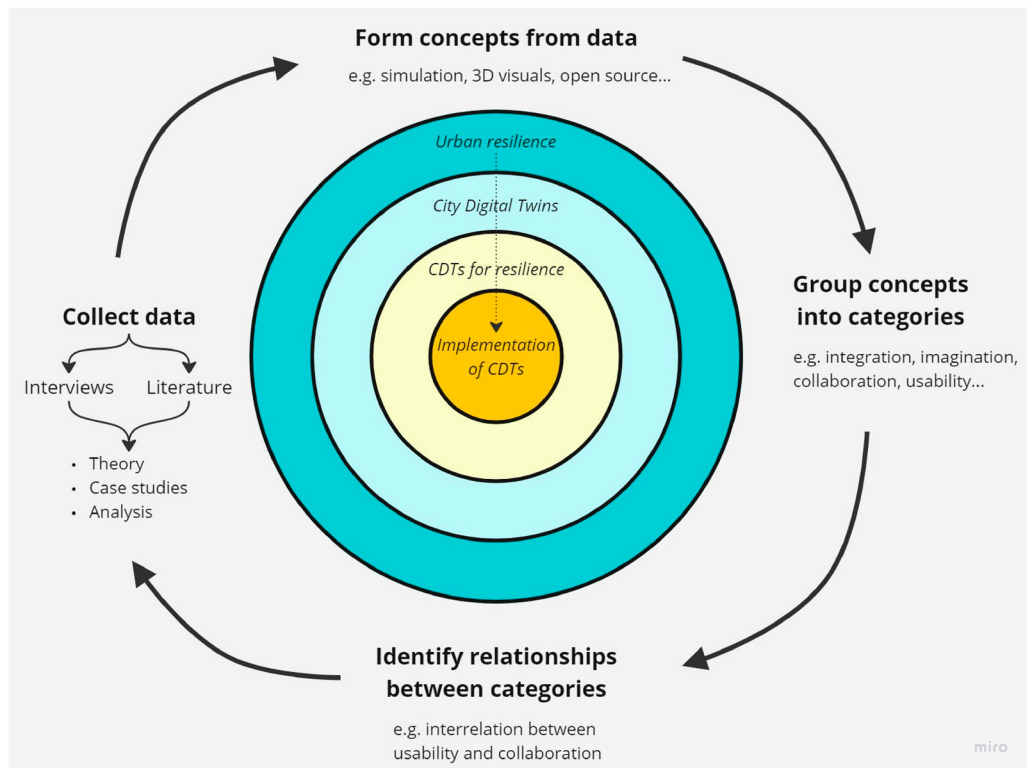 Form concepts from data
e.g. simulation, 3D visuals, open source...
Urban resilience
City Digital Twins
CDTs for resilience
Implementation
of CDTs
Group concepts
into categories
e.g. integration, imagination,
collaboration, usability...
Identify relationships
between categories
e.g. interrelation between
usability and collaboration
Collect data
Interviews
Literature
• Theory
• Case studies
• Analysis
miro